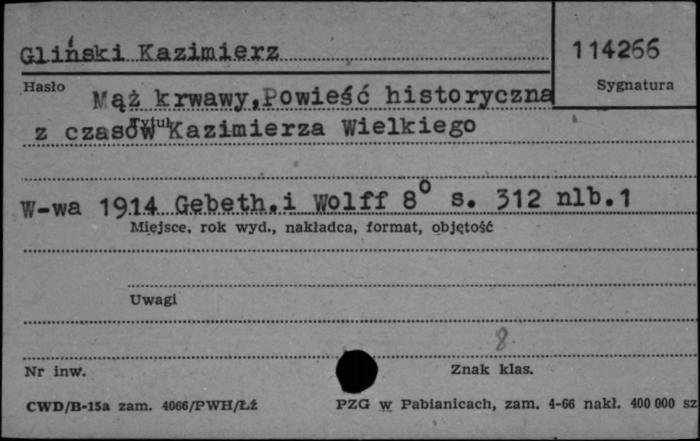 Gliński Kazimierz
114266
Hasło
Sygnatura
Mąż krwawy,Powieść historyczna
z czasów Kazimierza Wielkiego
Tytuł
W-wa 1914 Gebeth.i Wolff 8° s. 312 nlb.1
Miejsce, rok wyd., nakładca, format, objętość
Uwagi
8
Nr inw.
Znak klas.
CWD/B-15a zam. 4066/PWH/Łż
PZG w Pabianicach, zam. 4-66 nakł. 400 000 sz